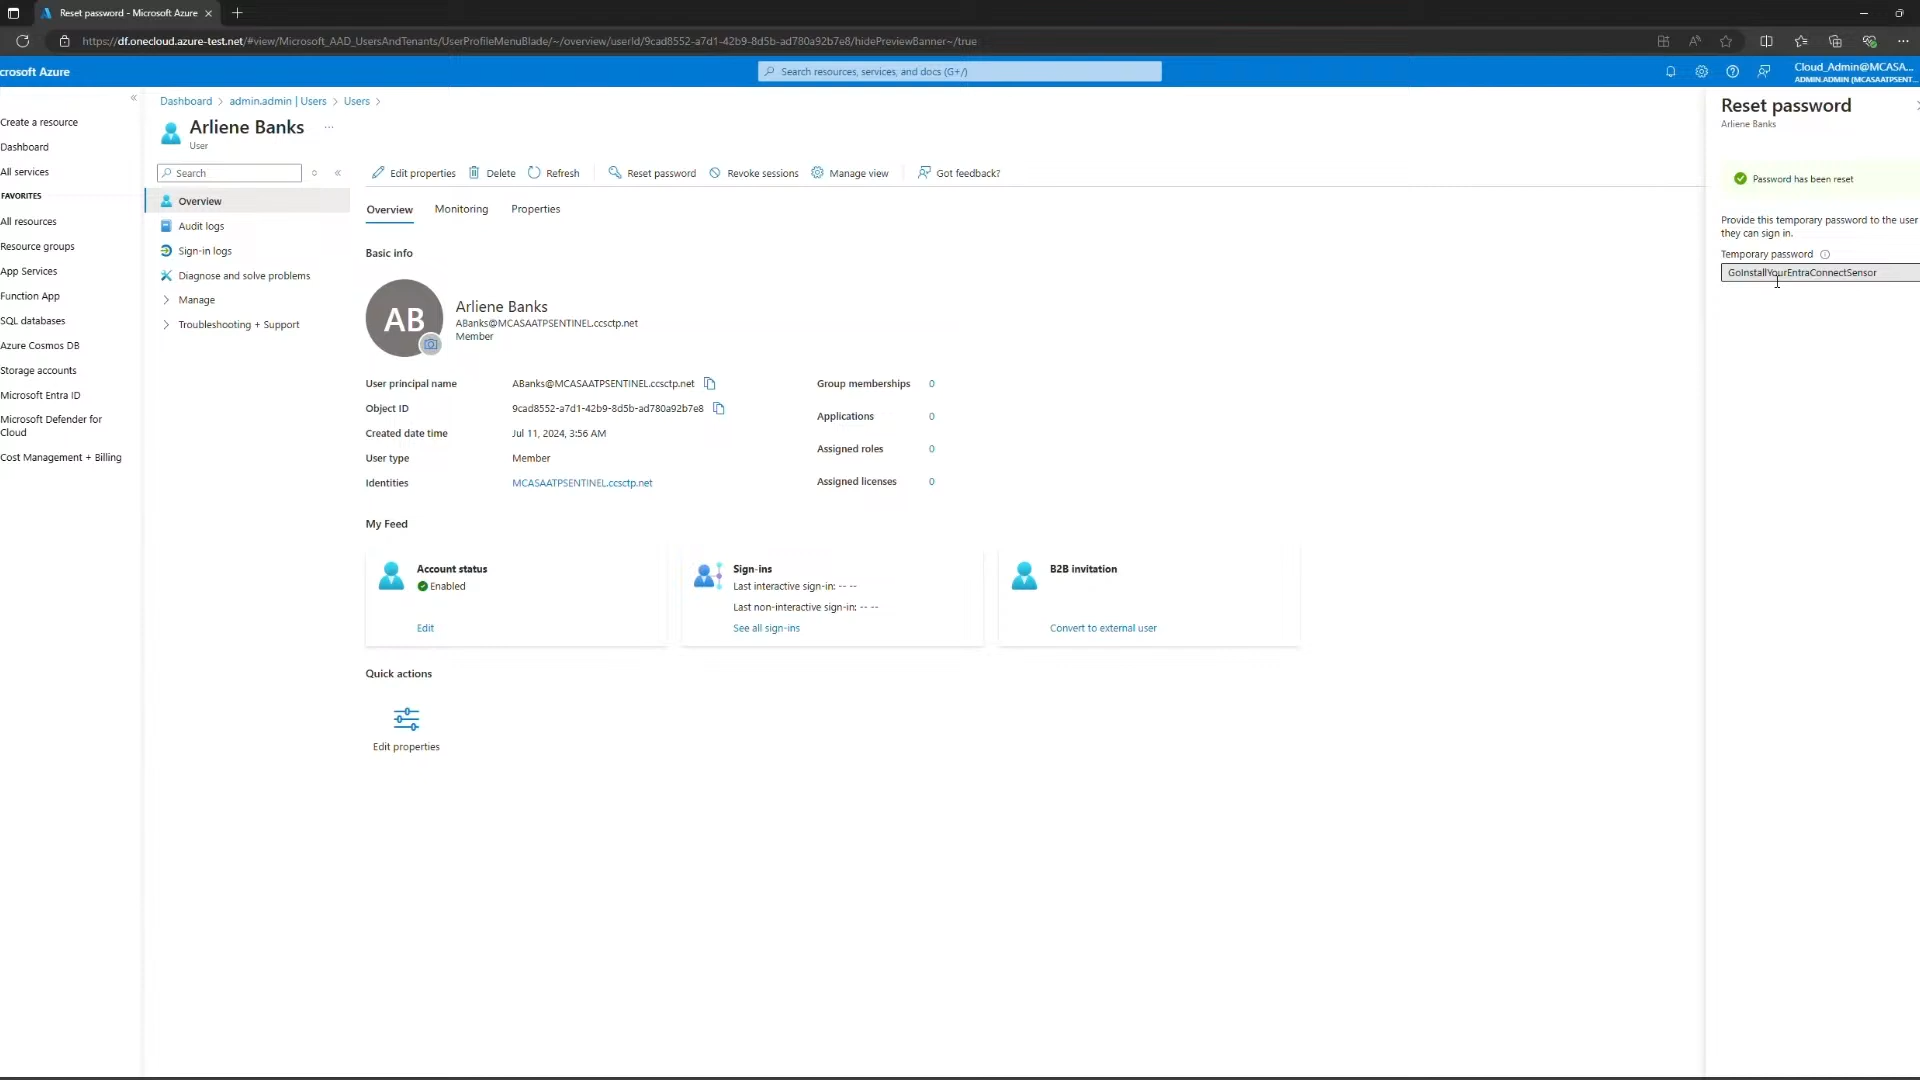 Reset password - Microsoft Azure
https://df.onecloud.azure-test.net/#view/Microsoft_AAD_UsersAndTenants/UserProfileMenuBlade/~/overview/userId/9cad8552-a7d1-42b9-8d5b-ad780a92b7e8/hidePreviewBanner~/true
crosoft Azure
Search resources, services, and docs (G+/)
Cloud_Admin@MCASA...
ADMIN.ADMIN (MCASAATPSENT...
Create a resource
Dashboard
All services
FAVORITES
All resources
Resource groups
App Services
Function App
SQL databases
Azure Cosmos DB
Storage accounts
Microsoft Entra ID
Microsoft Defender for
Cloud
Cost Management + Billing
Dashboard > admin.admin | Users > Users >
Arliene Banks ...
User
Search
Overview
Audit logs
Sign-in logs
Diagnose and solve problems
Manage
Troubleshooting + Support
Edit properties Delete Refresh Reset password Revoke sessions Manage view Got feedback?
Overview Monitoring Properties
Basic info
AB
Arliene Banks
ABanks@MCASAATPSENTINEL.ccsctp.net
Member
User principal name ABanks@MCASAATPSENTINEL.ccsctp.net
Object ID 9cad8552-a7d1-42b9-8d5b-ad780a92b7e8
Created date time Jul 11, 2024, 3:56 AM
User type Member
Identities MCASAATPSENTINEL.ccsctp.net
Group memberships 0
Applications 0
Assigned roles 0
Assigned licenses 0
My Feed
Account status
Enabled
Edit
Sign-ins
Last interactive sign-in: -- --
Last non-interactive sign-in: -- --
See all sign-ins
B2B invitation
Convert to external user
Quick actions
Edit properties
Reset password
Arliene Banks
Password has been reset
Provide this temporary password to the user
they can sign in.
Temporary password
GoInstallYourEntraConnectSensor